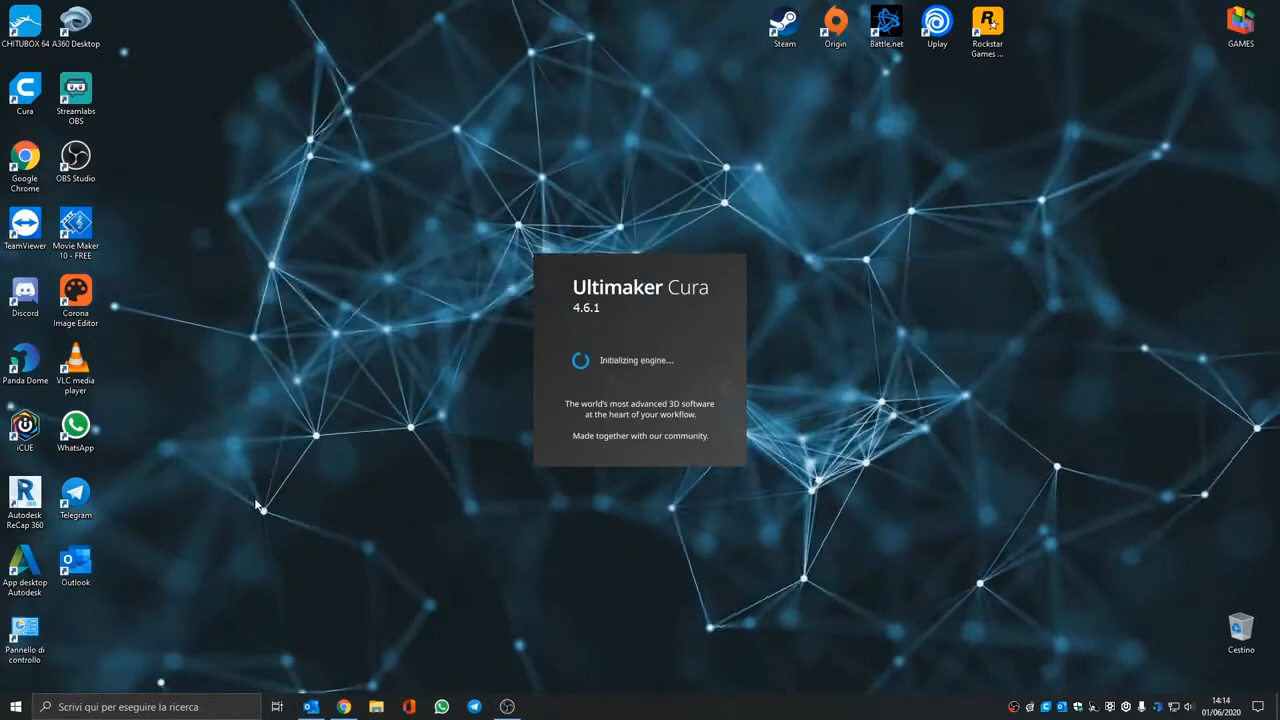 CHITUBOX 64
A360 Desktop
Steam
Origin
Battle.net
Uplay
Rockstar
Games ...
GAMES
Cura
Streamlabs
OBS
Google
Chrome
OBS Studio
TeamViewer
Movie Maker
10 - FREE
Discord
Corona
Image Editor
Panda Dome
VLC media
player
iCUE
WhatsApp
Autodesk
ReCap 360
Telegram
App desktop
Autodesk
Outlook
Pannello di
controllo
Cestino
Ultimaker Cura
4.6.1
Initializing engine...
The world's most advanced 3D software
at the heart of your workflow.
Made together with our community.
Scrivi qui per eseguire la ricerca
14:14
01/06/2020